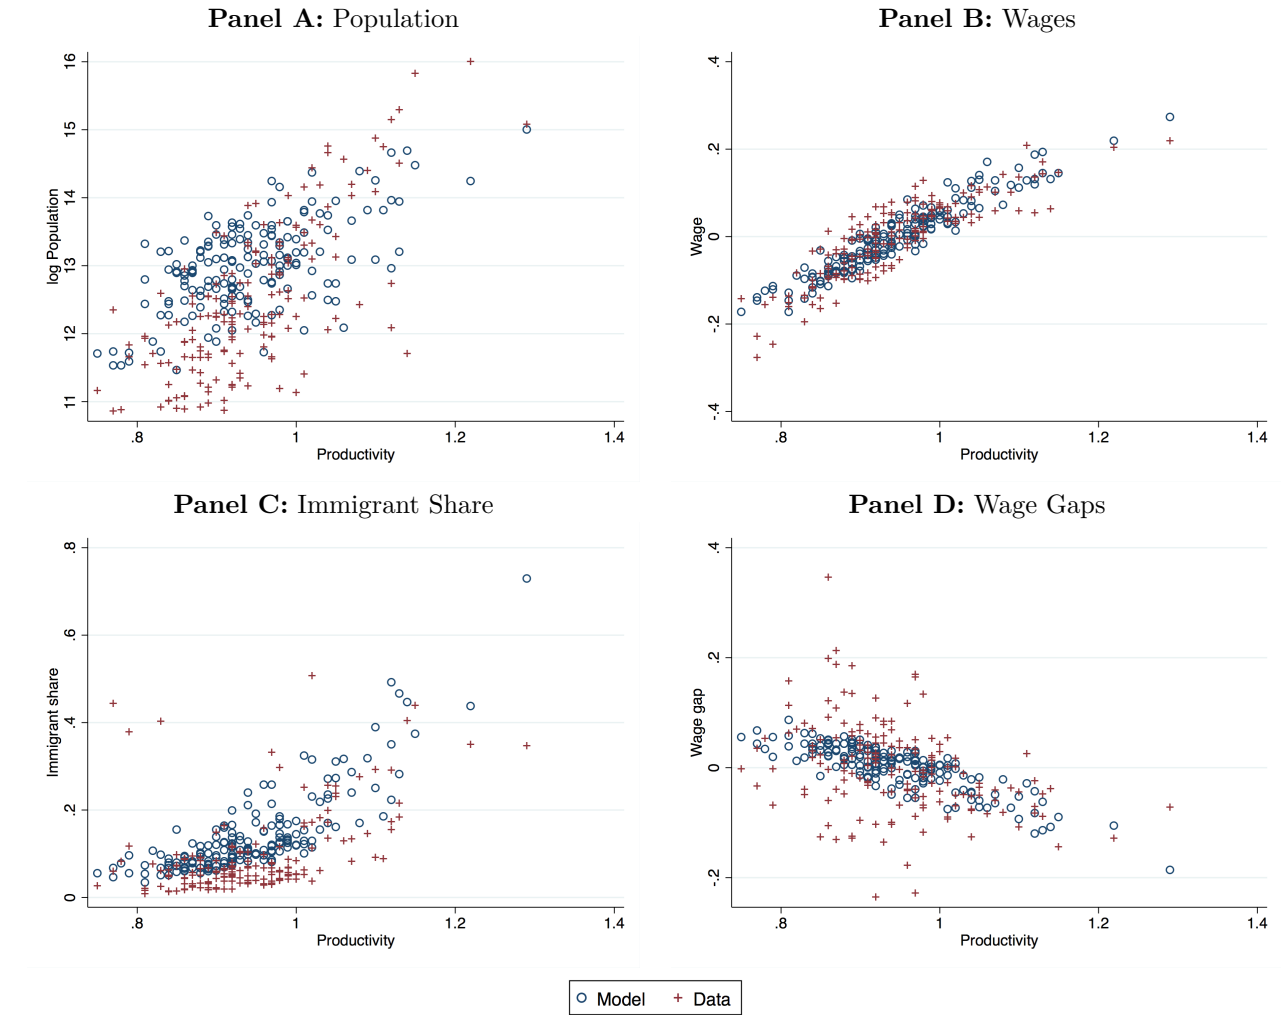 Panel A: Population
16
15
14
13
12
11
log Population
.8
1
1.2
1.4
Productivity
Panel B: Wages
.4
.2
0
-.2
-.4
Wage
.8
1
1.2
1.4
Productivity
Panel C: Immigrant Share
.8
.6
.4
.2
0
Immigrant share
.8
1
1.2
1.4
Productivity
Panel D: Wage Gaps
.4
.2
0
-.2
Wage gap
.8
1
1.2
1.4
Productivity
Model
Data